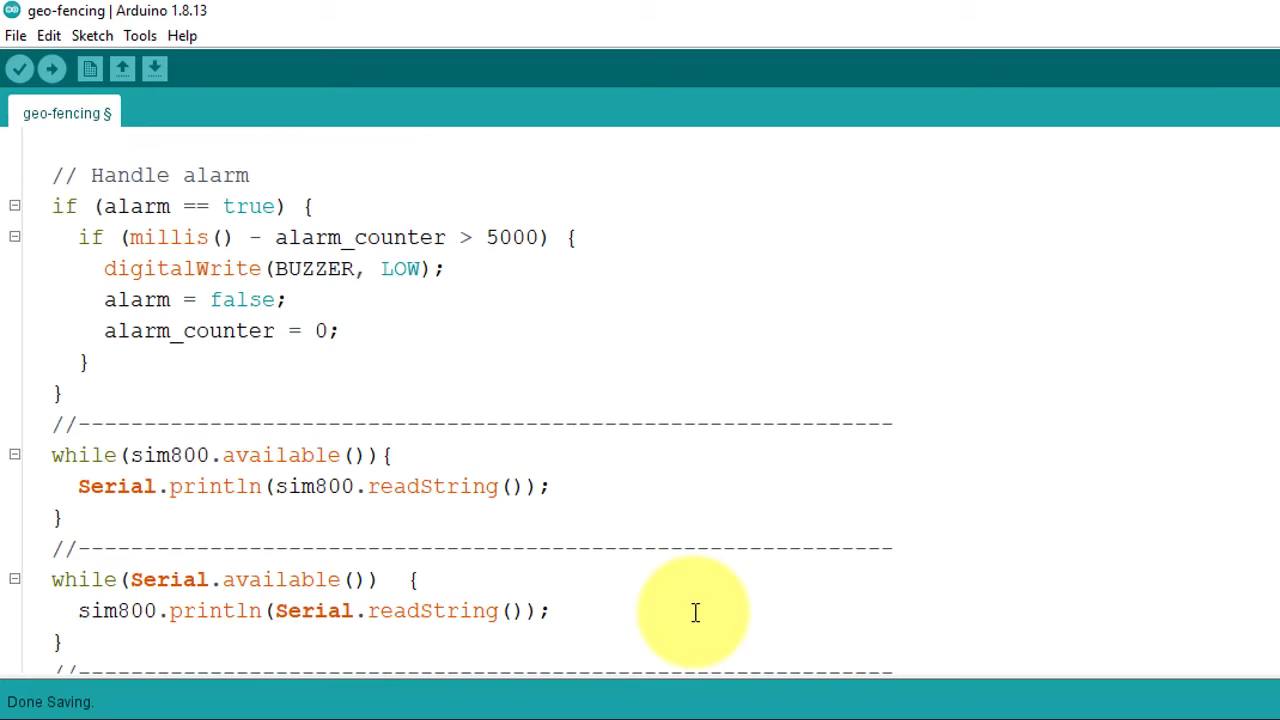 geo-fencing | Arduino 1.8.13
File Edit Sketch Tools Help
geo-fencing §
// Handle alarm
if (alarm == true) {
if (millis() - alarm_counter > 5000) {
digitalWrite(BUZZER, LOW);
alarm = false;
alarm_counter = 0;
}
}
//--------------------------------------------------------------
while(sim800.available()){
Serial.println(sim800.readString());
}
//--------------------------------------------------------------
while(Serial.available())  {
sim800.println(Serial.readString());
}
//--------------------------------------------------------------
Done Saving.